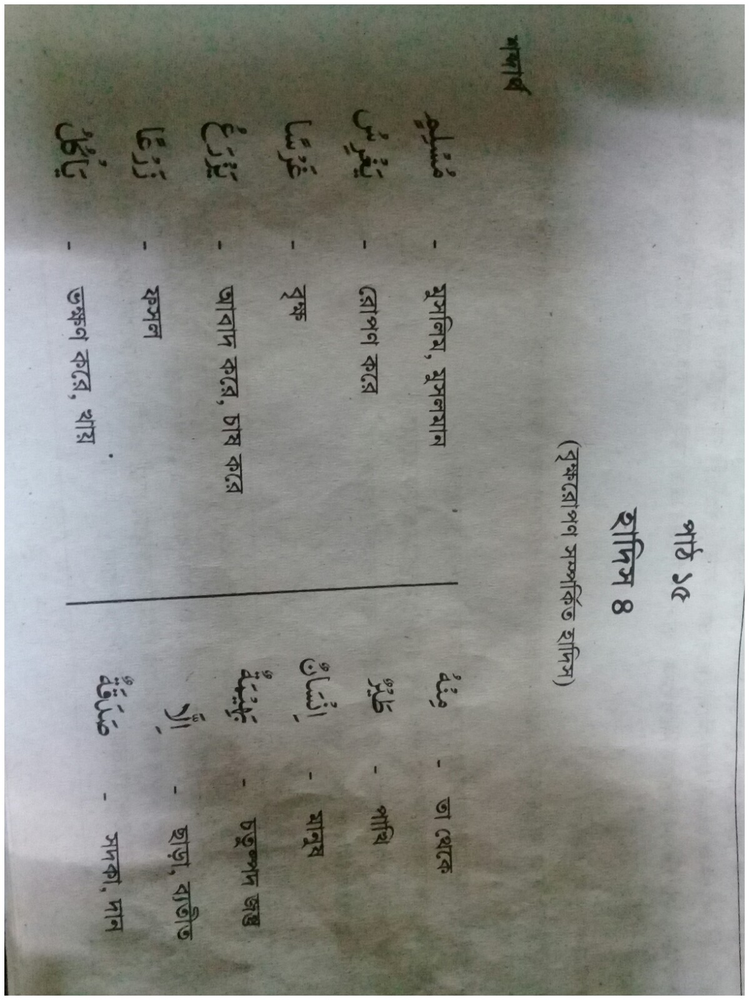 পাঠ ১৫
হাদিস ৪
(বৃক্ষরোপণ সম্পর্কিত হাদিস)
শব্দার্থ
مُسْلِمٍ - মুসলিম, মুসলমান
يَغْرِسُ - রোপণ করে
غَرْسًا - বৃক্ষ
يَزْرَعُ - আবাদ করে, চাষ করে
زَرْعًا - ফসল
يَأْكُلُ - ভক্ষণ করে, খায়
مِنْهُ - তা থেকে
طَيْرٌ - পাখি
اِنْسَانٌ - মানুষ
بَهِيْمَةٌ - চতুষ্পদ জন্তু
اِلَّا - ছাড়া, ব্যতীত
صَدَقَةٌ - সদকা, দান